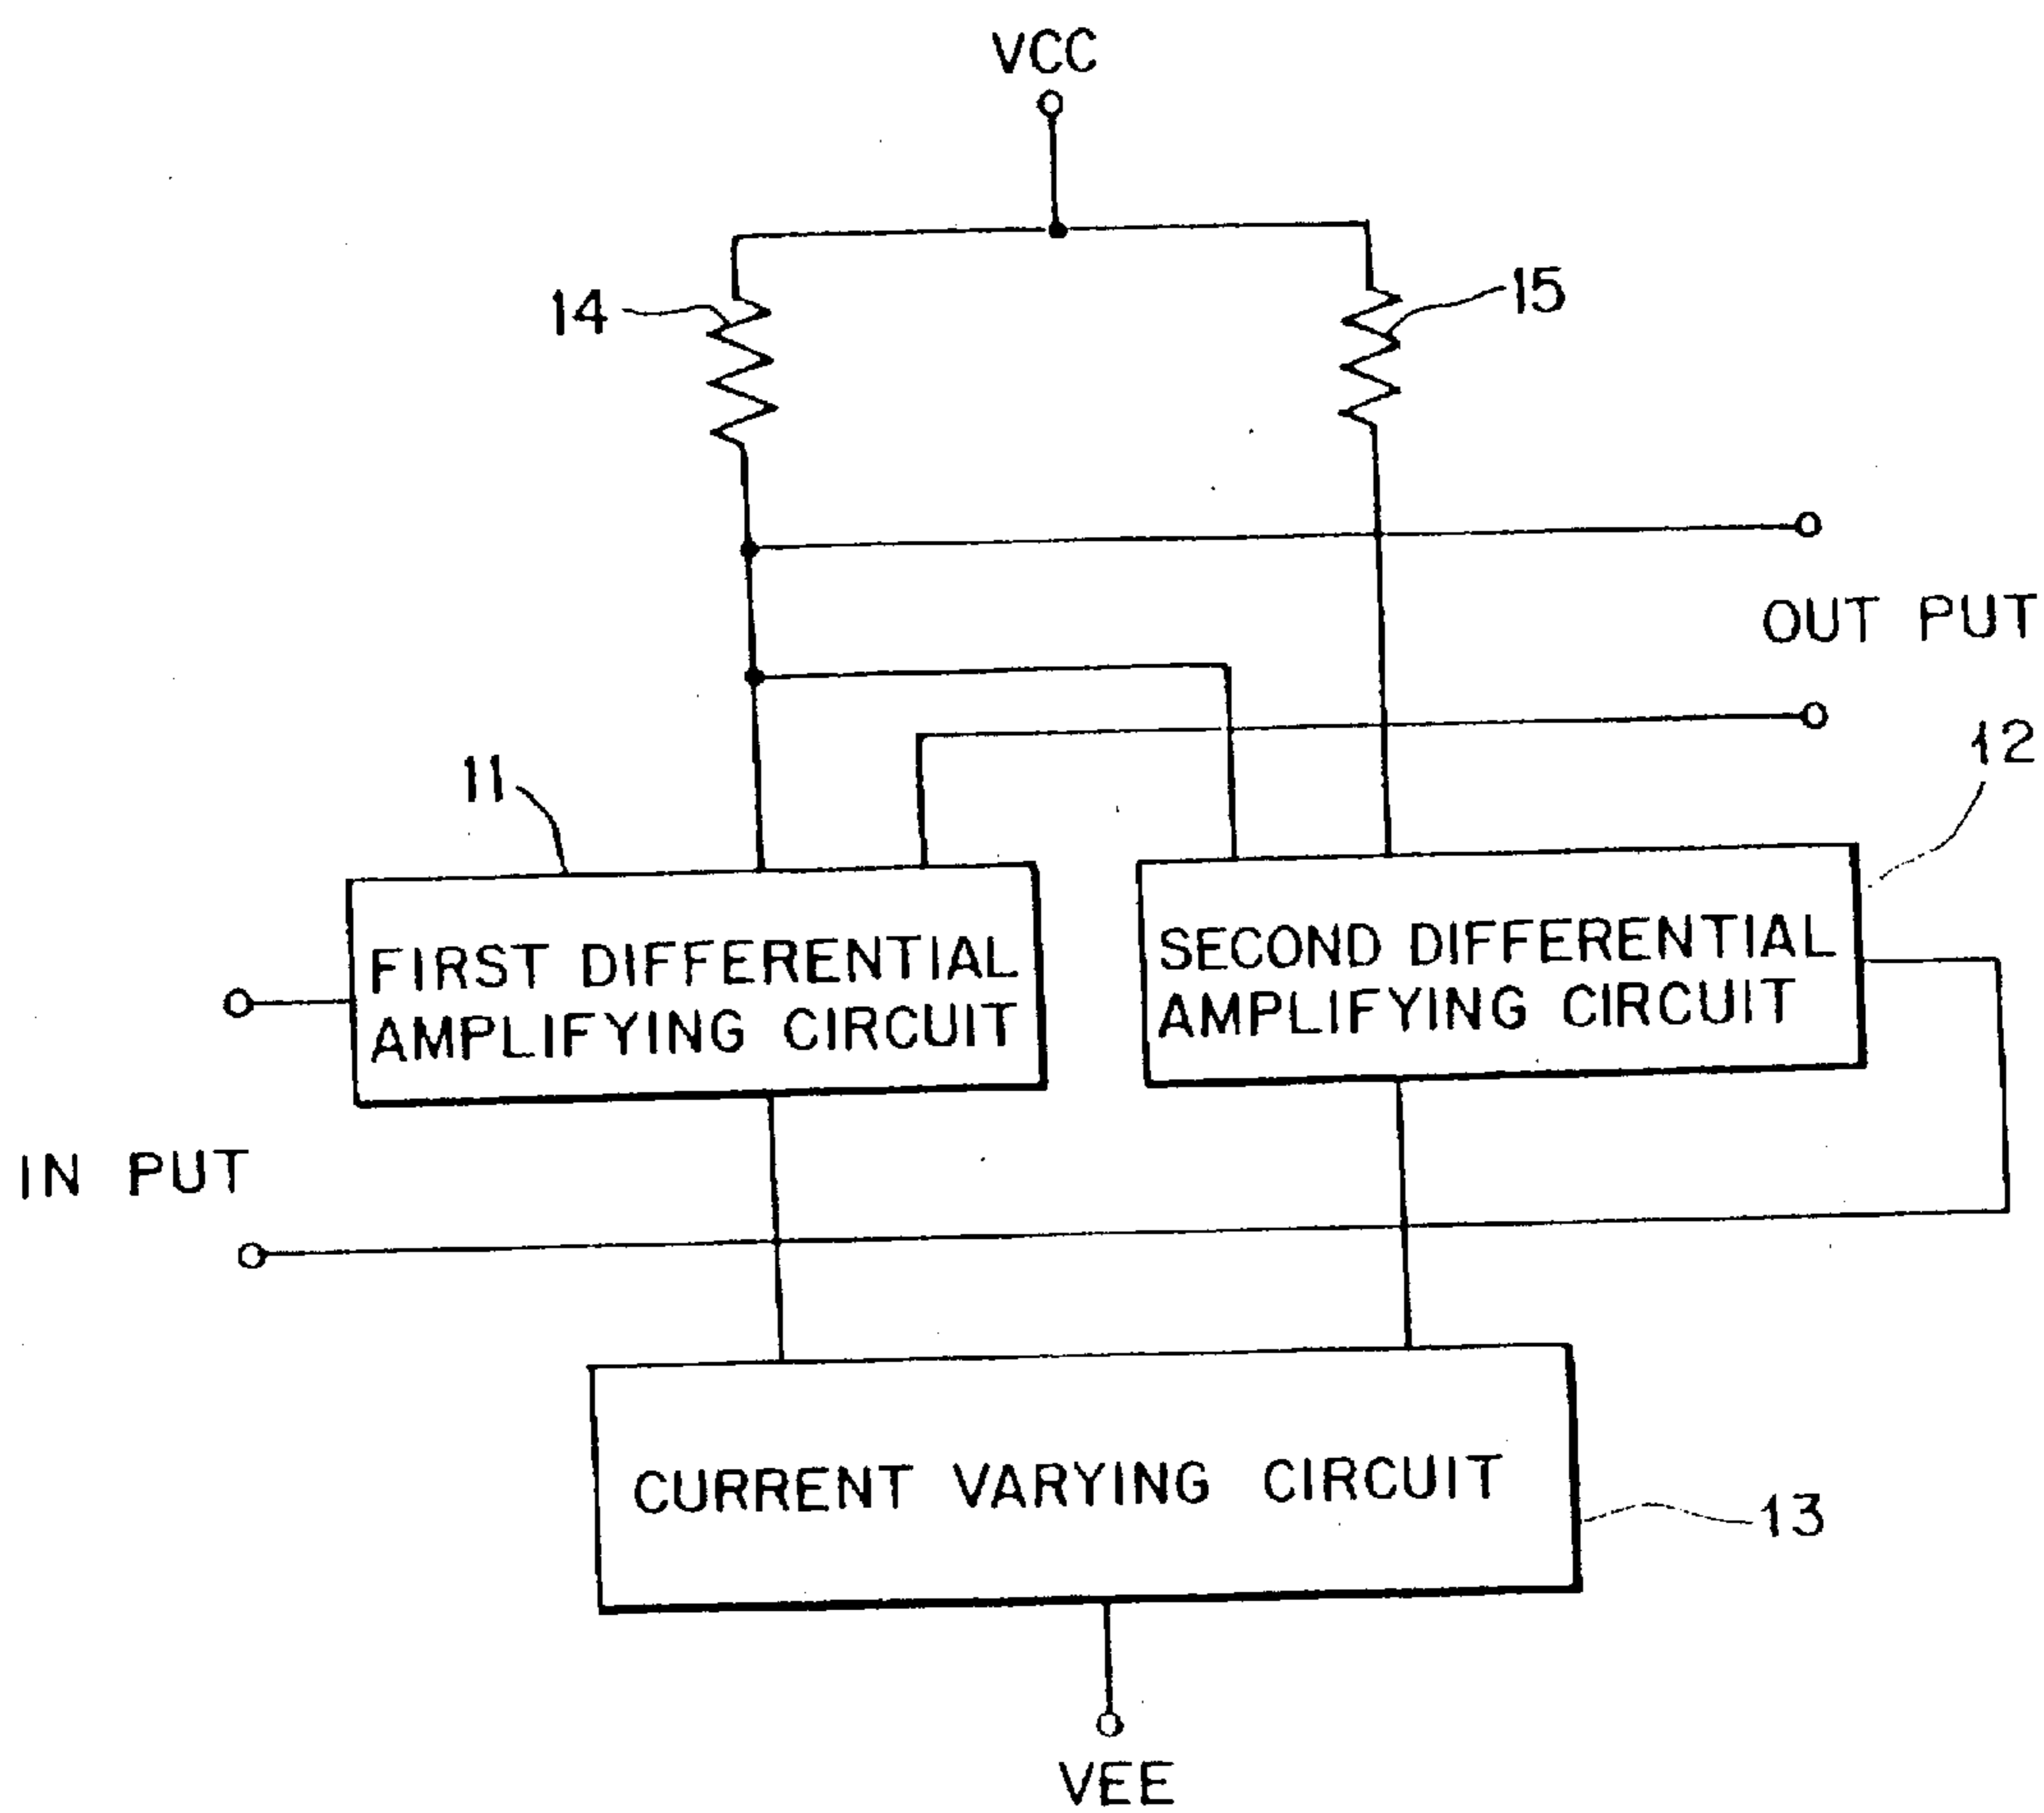 VCC
14
15
OUT PUT
11
12
FIRST DIFFERENTIAL
AMPLIFYING CIRCUIT
SECOND DIFFERENTIAL
AMPLIFYING CIRCUIT
IN PUT
CURRENT VARYING CIRCUIT
13
VEE